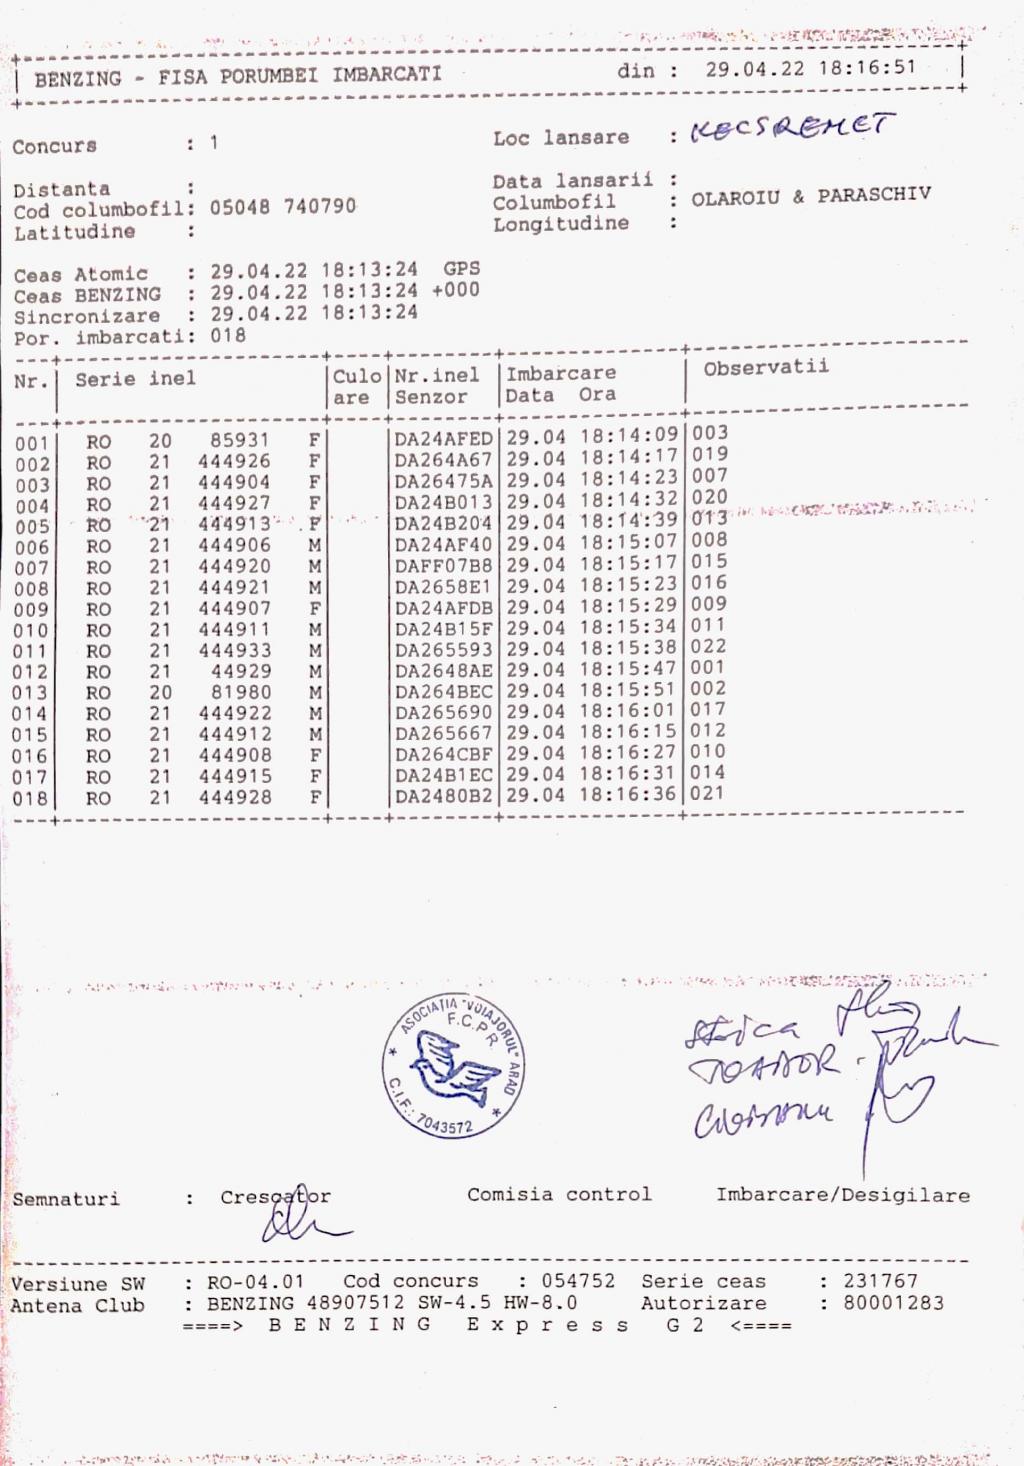 BENZING - FISA PORUMBEI IMBARCATI din : 29.04.22 18:16:51
Concurs : 1 Loc lansare : KECSKEMET
Distanta : Data lansarii :
Cod columbofil: 05048 740790 Columbofil : OLAROIU & PARASCHIV
Latitudine : Longitudine :
Ceas Atomic : 29.04.22 18:13:24 GPS
Ceas BENZING : 29.04.22 18:13:24 +000
Sincronizare : 29.04.22 18:13:24
Por. imbarcati: 018
Nr. Serie inel Culo Nr.inel Imbarcare Observatii
are Senzor Data Ora
001 RO 20 85931 F DA24AFED 29.04 18:14:09 003
002 RO 21 444926 F DA264A67 29.04 18:14:17 019
003 RO 21 444904 F DA26475A 29.04 18:14:23 007
004 RO 21 444927 F DA24B013 29.04 18:14:32 020
005 RO 21 444913 F DA24B204 29.04 18:14:39 013
006 RO 21 444906 M DA24AF40 29.04 18:15:07 008
007 RO 21 444920 M DAFF07B8 29.04 18:15:17 015
008 RO 21 444921 M DA2658E1 29.04 18:15:23 016
009 RO 21 444907 F DA24AFDB 29.04 18:15:29 009
010 RO 21 444911 M DA24B15F 29.04 18:15:34 011
011 RO 21 444933 M DA265593 29.04 18:15:38 022
012 RO 21 44929 M DA2648AE 29.04 18:15:47 001
013 RO 20 81980 M DA264BEC 29.04 18:15:51 002
014 RO 21 444922 M DA265690 29.04 18:16:01 017
015 RO 21 444912 M DA265667 29.04 18:16:15 012
016 RO 21 444908 F DA264CBF 29.04 18:16:27 010
017 RO 21 444915 F DA24B1EC 29.04 18:16:31 014
018 RO 21 444928 F DA2480B2 29.04 18:16:36 021
ASOCIAȚIA "VOIAJORUL" ARAD
F.C.P.R.
* C.I.F.: 7043572 *
TOADOR
Semnaturi : Crescator Comisia control Imbarcare/Desigilare
Versiune SW : RO-04.01 Cod concurs : 054752 Serie ceas : 231767
Antena Club : BENZING 48907512 SW-4.5 HW-8.0 Autorizare : 80001283
====> B E N Z I N G E x p r e s s G 2 <====